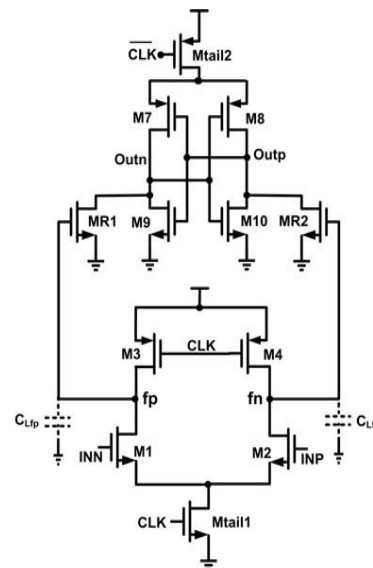 CLK
Mtail2
M7
M8
Outn
Outp
MR1
M9
M10
MR2
M3
CLK
M4
fp
fn
CLfp
INN
M1
M2
INP
CLK
Mtail1